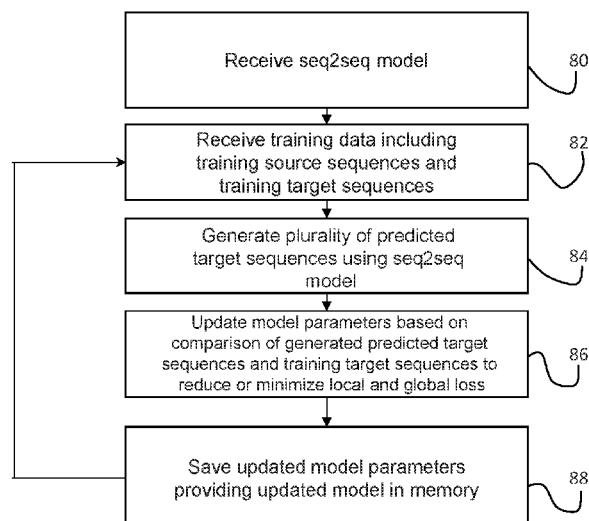 Receive seq2seq model
80
Receive training data including
training source sequences and
training target sequences
82
Generate plurality of predicted
target sequences using seq2seq
model
84
Update model parameters based on
comparison of generated predicted target
sequences and training target sequences to
reduce or minimize local and global loss
86
Save updated model parameters
providing updated model in memory
88